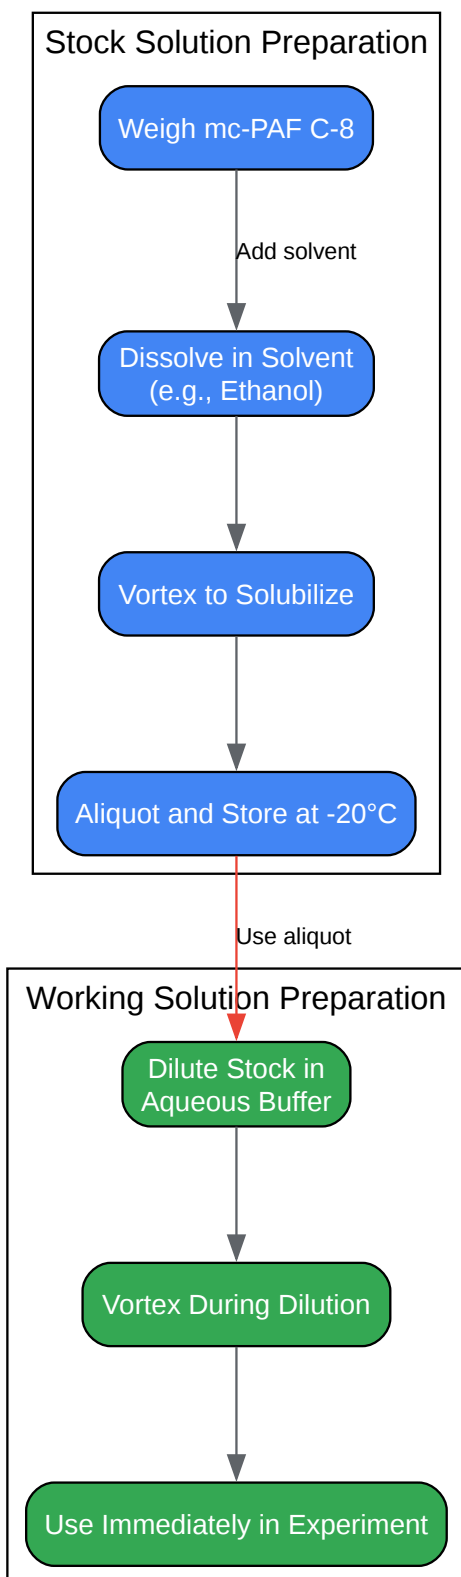 Stock Solution Preparation
Weigh mc-PAF C-8
Add solvent
Dissolve in Solvent
(e.g., Ethanol)
Vortex to Solubilize
Aliquot and Store at -20°C
Use aliquot
Working Solution Preparation
Dilute Stock in
Aqueous Buffer
Vortex During Dilution
Use Immediately in Experiment